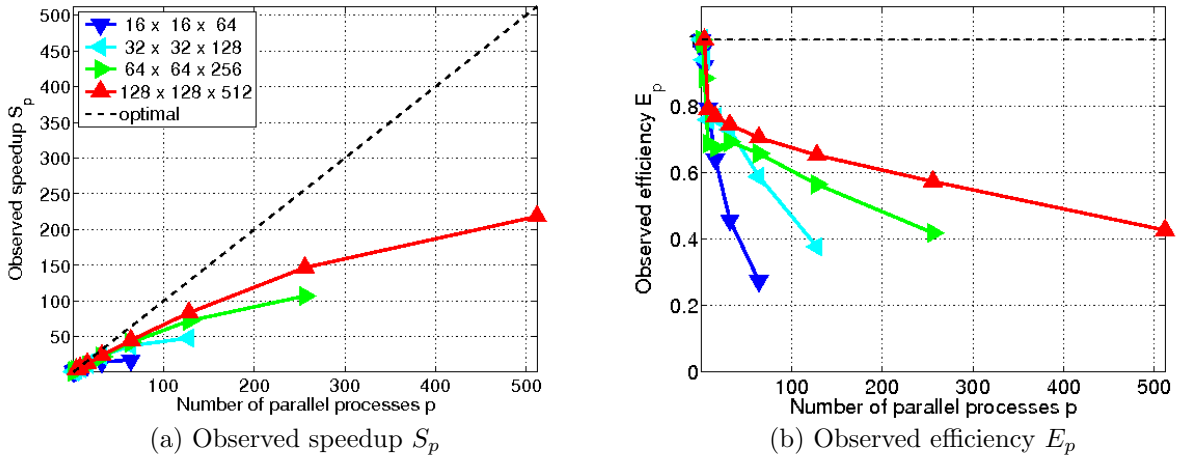 16 x 16 x 64
32 x 32 x 128
64 x 64 x 256
128 x 128 x 512
optimal
Observed speedup S_p
500
450
400
350
300
250
200
150
100
50
0
100
200
300
400
500
Number of parallel processes p
(a) Observed speedup S_p
Observed efficiency E_p
0.8
0.6
0.4
0.2
0
100
200
300
400
500
Number of parallel processes p
(b) Observed efficiency E_p